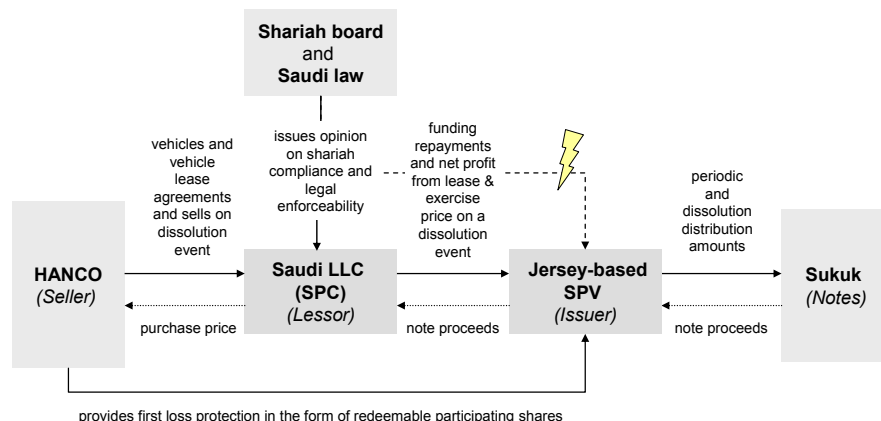 Shariah board
and
Saudi law
vehicles and
vehicle
lease
agreements
and sells on
dissolution
event
issues opinion
on shariah
compliance and
legal
enforceability
funding
repayments
and net profit
from lease &
exercise
price on a
dissolution
event
periodic
and
dissolution
distribution
amounts
HANCO
(Seller)
Saudi LLC
(SPC)
(Lessor)
Jersey-based
SPV
(Issuer)
Sukuk
(Notes)
purchase price
note proceeds
note proceeds
provides first loss protection in the form of redeemable participating shares